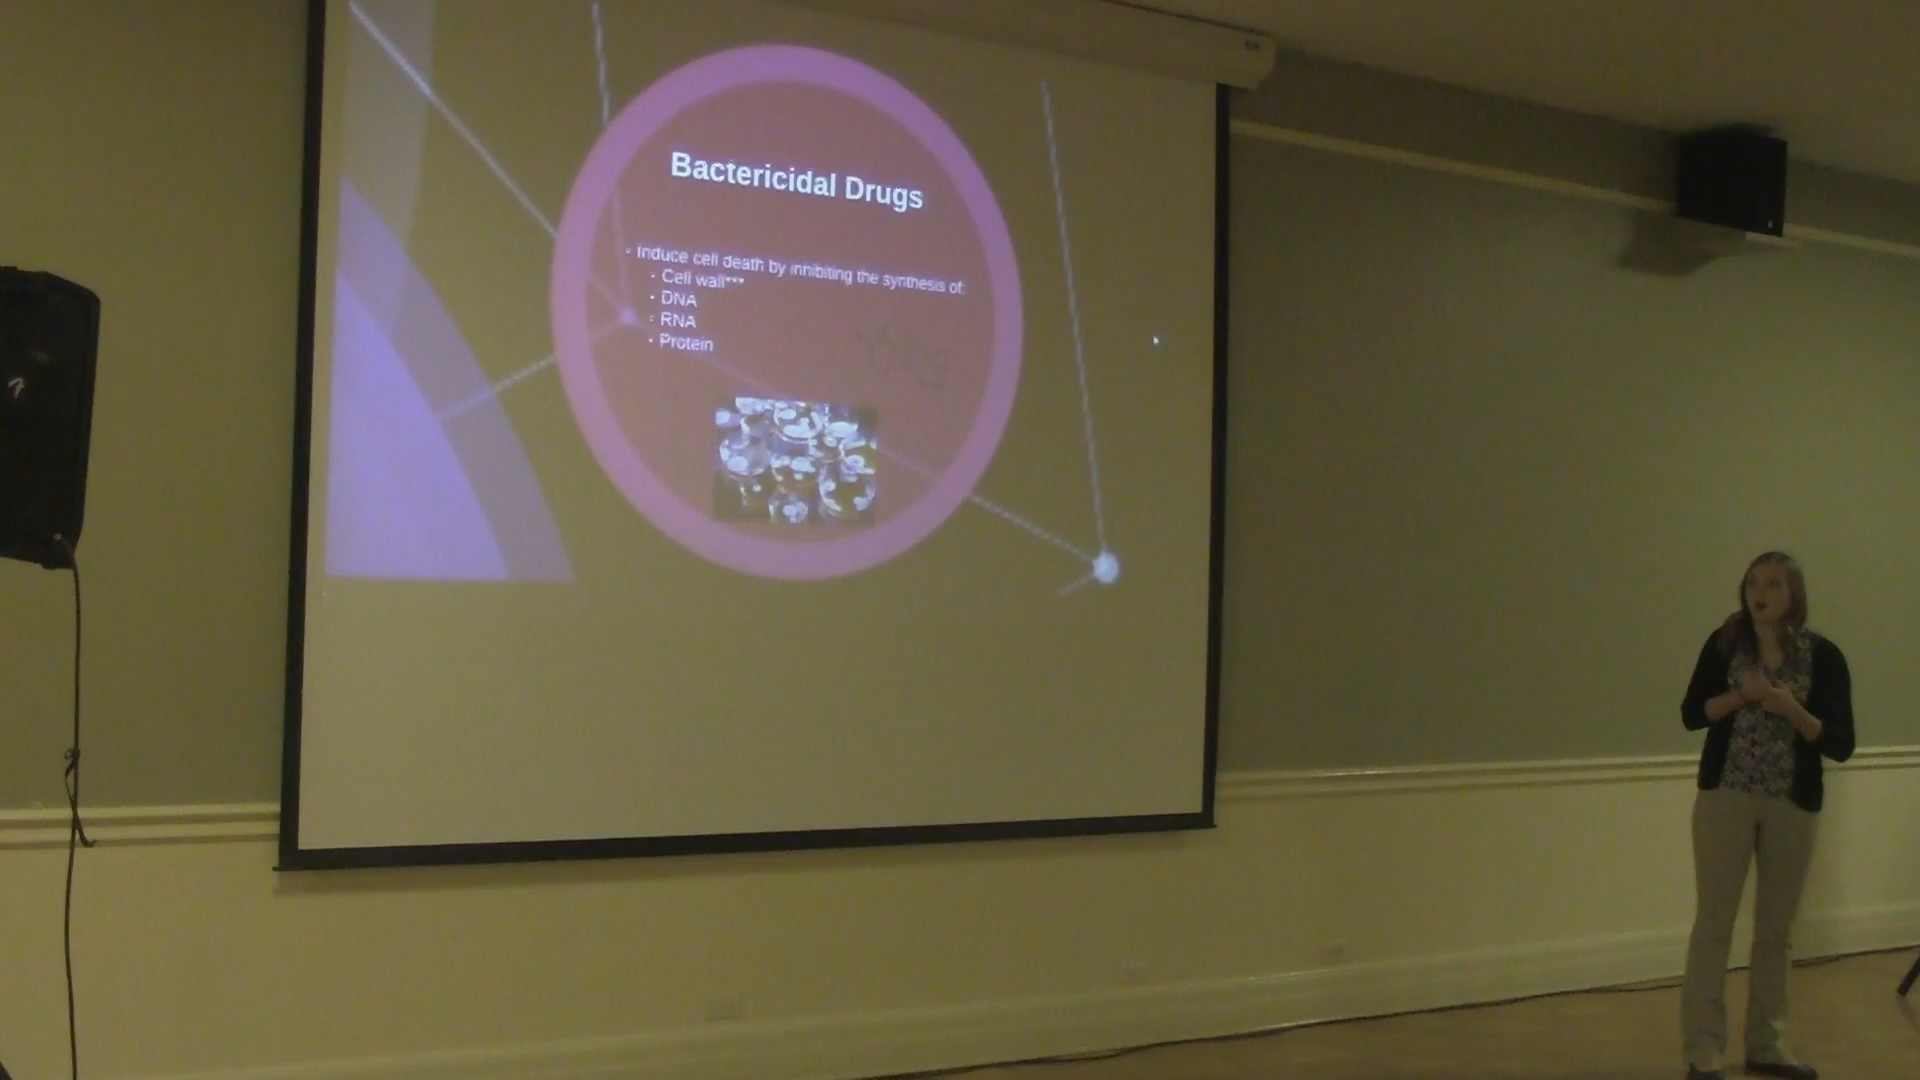 Bactericidal Drugs
- Induce cell death by inhibiting the synthesis of:
- Cell wall***
- DNA
- RNA
- Protein